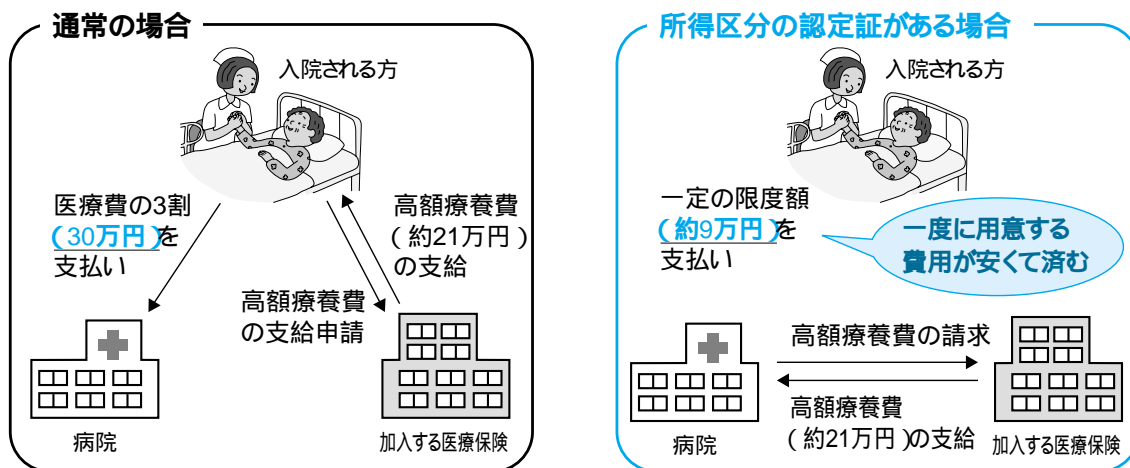 通常の場合
入院される方
医療費の3割
(30万円)を
支払い
高額療養費
(約21万円)
の支給
高額療養費
の支給申請
病院
加入する医療保険
所得区分の認定証がある場合
入院される方
一定の限度額
(約9万円)を
支払い
一度に用意する
費用が安くて済む
高額療養費の請求
高額療養費
(約21万円)の支給
病院
加入する医療保険